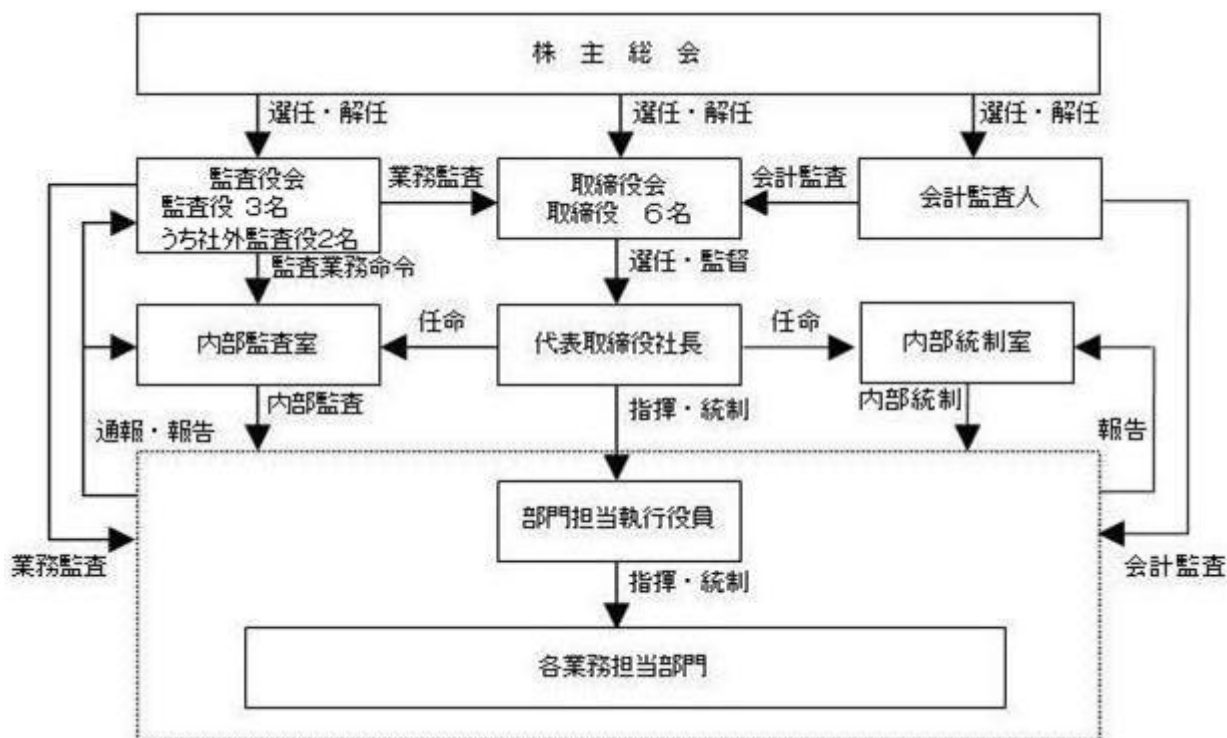 株 主 総 会
選任・解任
選任・解任
選任・解任
監査役会
監査役 3名
うち社外監査役2名
業務監査
取締役会
取締役 6名
会計監査
会計監査人
監査業務命令
選任・監督
内部監査室
任命
代表取締役社長
任命
内部統制室
内部監査
指揮・統制
内部統制
通報・報告
報告
部門担当執行役員
業務監査
会計監査
指揮・統制
各業務担当部門